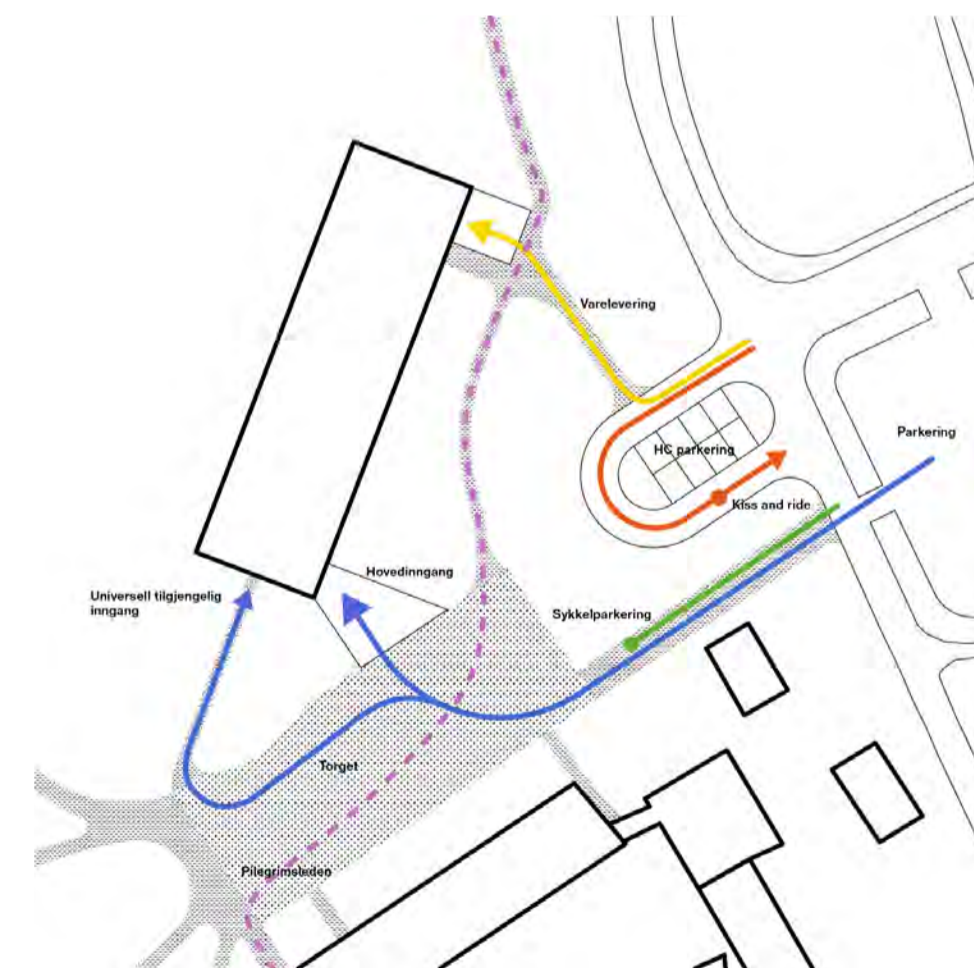 Varelevering
Parkering
HC parkering
Kiss and ride
Hovedinngang
Universell tilgjengelig
inngang
Sykkelparkering
Torget
Pilegrimsleden